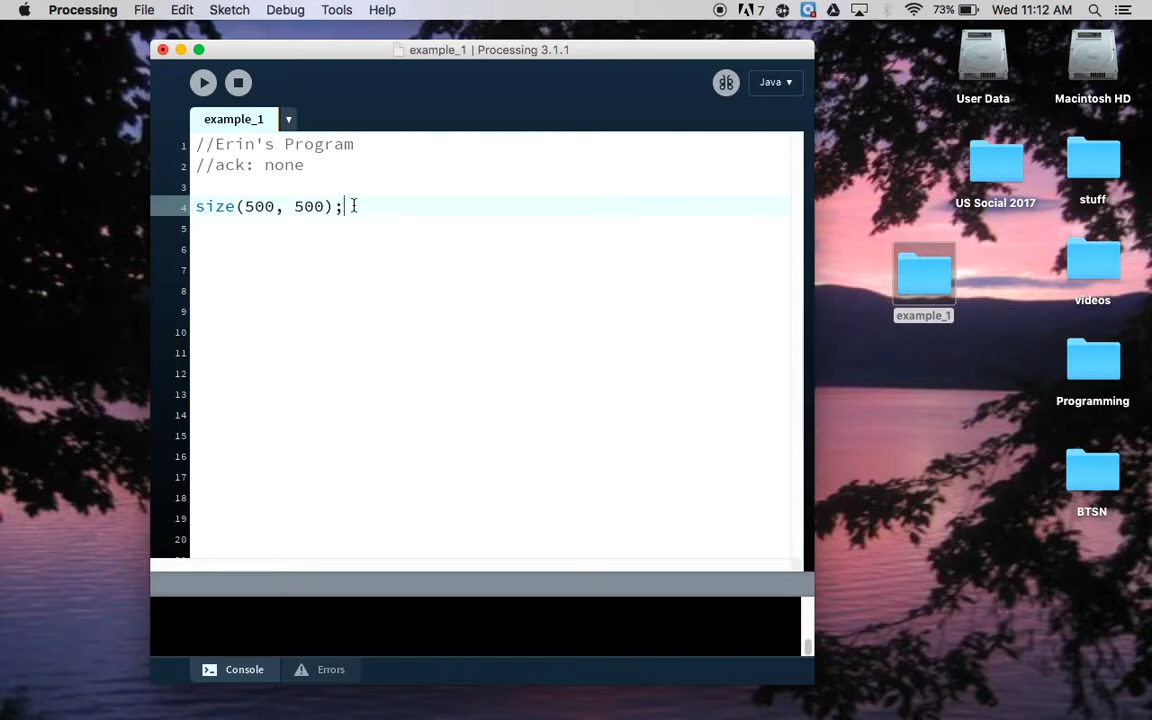 Processing File Edit Sketch Debug Tools Help 7 73% Wed 11:12 AM
example_1 | Processing 3.1.1
Java ▾
example_1 ▾
1 //Erin's Program
2 //ack: none
3
4 size(500, 500);
5
6
7
8
9
10
11
12
13
14
15
16
17
18
19
20
Console Errors
User Data
Macintosh HD
US Social 2017
stuff
example_1
videos
Programming
BTSN